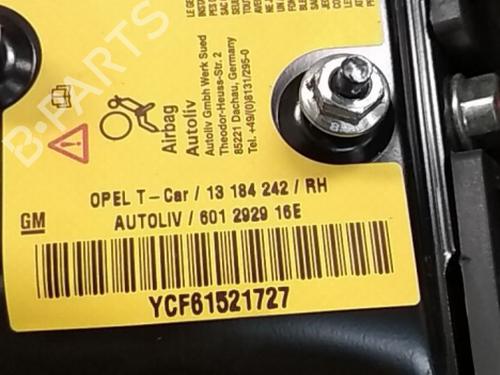 Airbag
Autoliv
Autoliv GmbH Werk Sued
Theodor-Heuss-Str. 2
85221 Dachau, Germany
Tel. +49/(0)8131/295-0
OPEL T-Car / 13 184 242 / RH
GM
AUTOLIV / 601 2929 16E
YCF61521727
B-PARTS